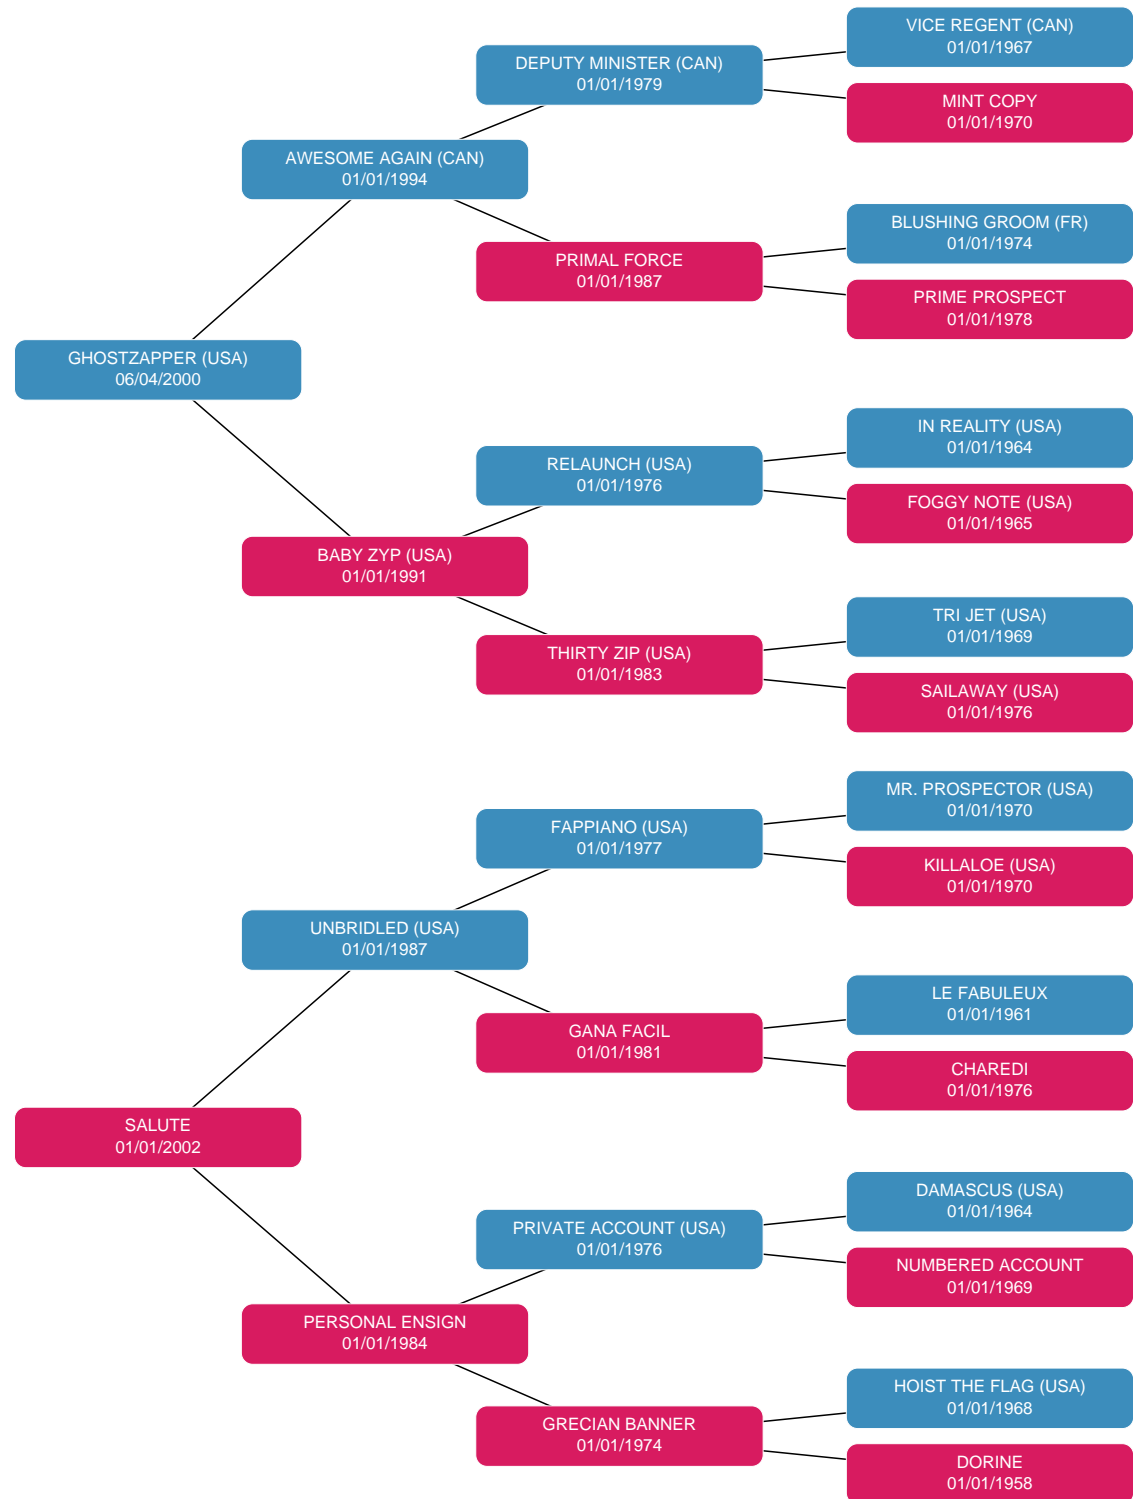 VICE REGENT (CAN)
01/01/1967
DEPUTY MINISTER (CAN)
01/01/1979
MINT COPY
01/01/1970
AWESOME AGAIN (CAN)
01/01/1994
BLUSHING GROOM (FR)
01/01/1974
PRIMAL FORCE
01/01/1987
PRIME PROSPECT
01/01/1978
GHOSTZAPPER (USA)
06/04/2000
IN REALITY (USA)
01/01/1964
RELAUNCH (USA)
01/01/1976
FOGGY NOTE (USA)
01/01/1965
BABY ZYP (USA)
01/01/1991
TRI JET (USA)
01/01/1969
THIRTY ZIP (USA)
01/01/1983
SAILAWAY (USA)
01/01/1976
MR. PROSPECTOR (USA)
01/01/1970
FAPPIANO (USA)
01/01/1977
KILLALOE (USA)
01/01/1970
UNBRIDLED (USA)
01/01/1987
LE FABULEUX
01/01/1961
GANA FACIL
01/01/1981
CHAREDI
01/01/1976
SALUTE
01/01/2002
DAMASCUS (USA)
01/01/1964
PRIVATE ACCOUNT (USA)
01/01/1976
NUMBERED ACCOUNT
01/01/1969
PERSONAL ENSIGN
01/01/1984
HOIST THE FLAG (USA)
01/01/1968
GRECIAN BANNER
01/01/1974
DORINE
01/01/1958